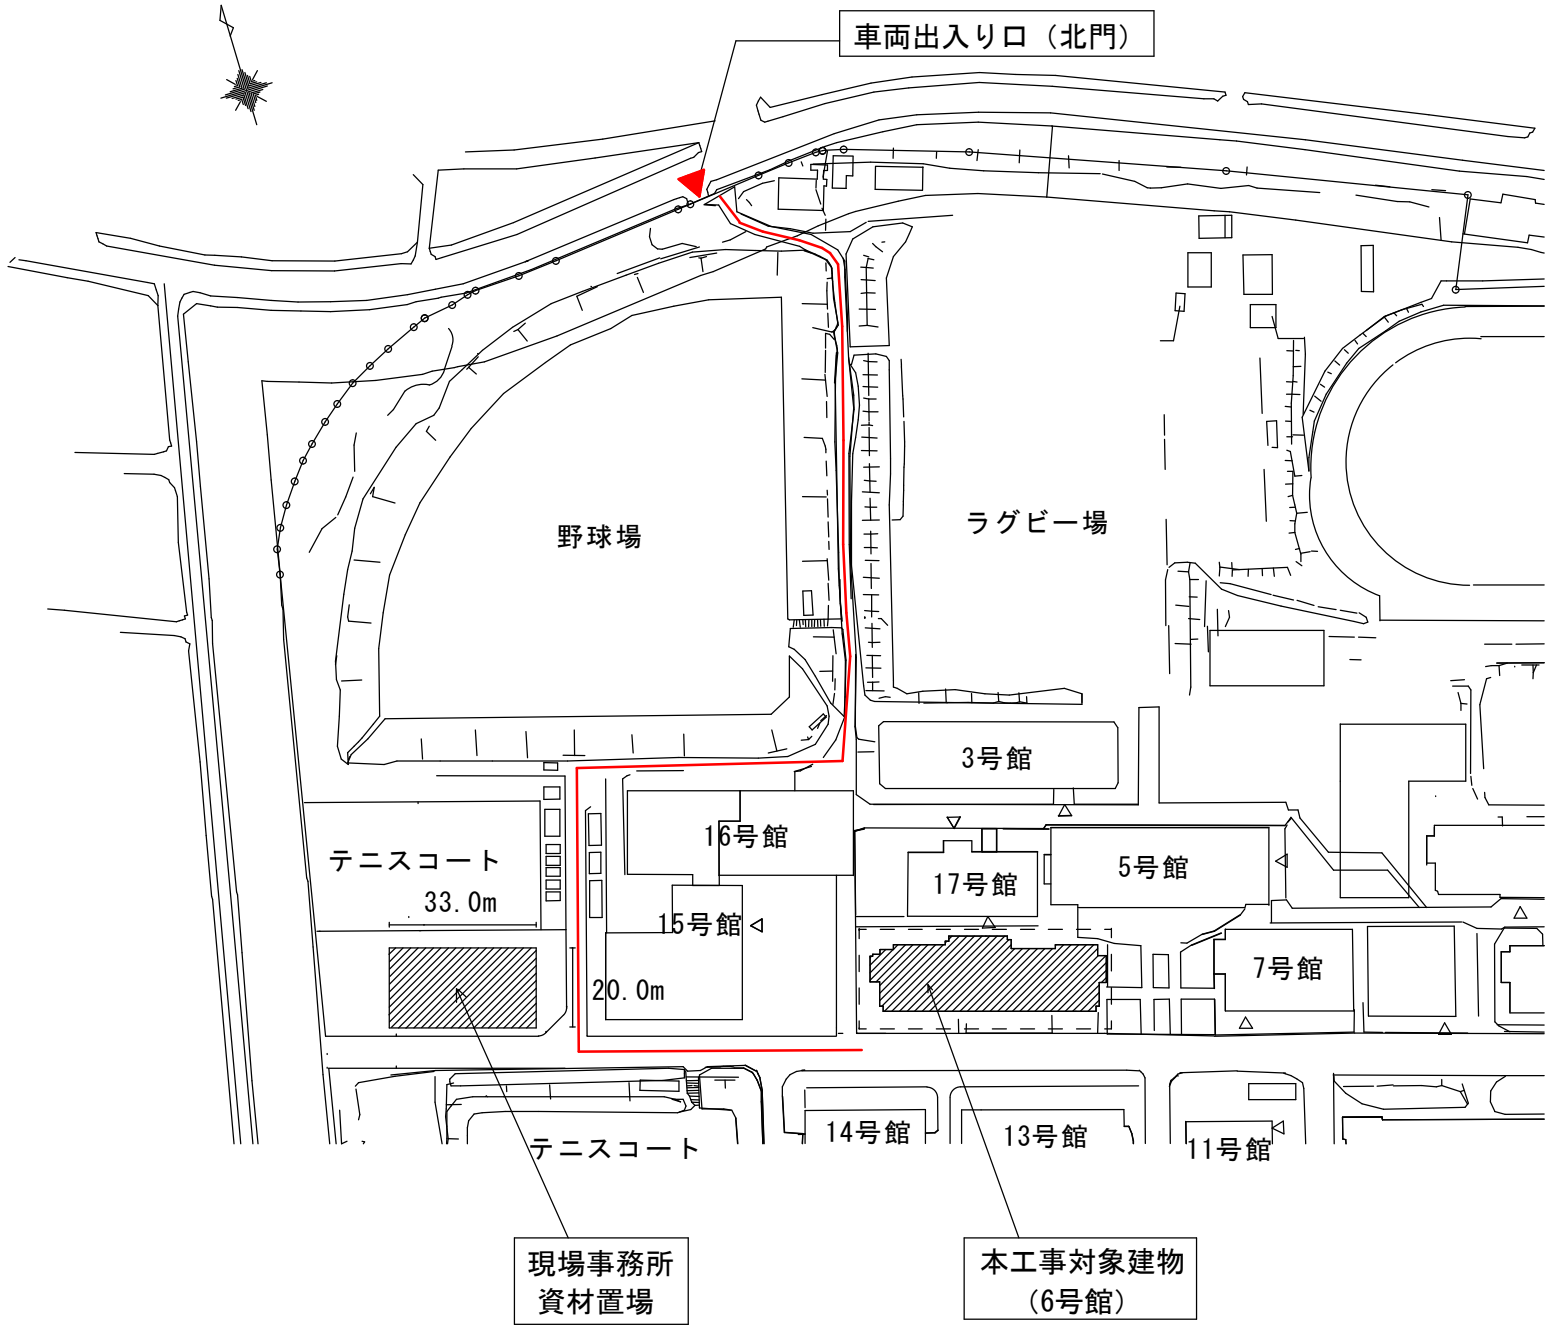 車両出入り口（北門）
野球場
ラグビー場
3号館
16号館
テニスコート
17号館
5号館
33.0m
15号館
7号館
20.0m
14号館
13号館
11号館
テニスコート
現場事務所
資材置場
本工事対象建物
（6号館）